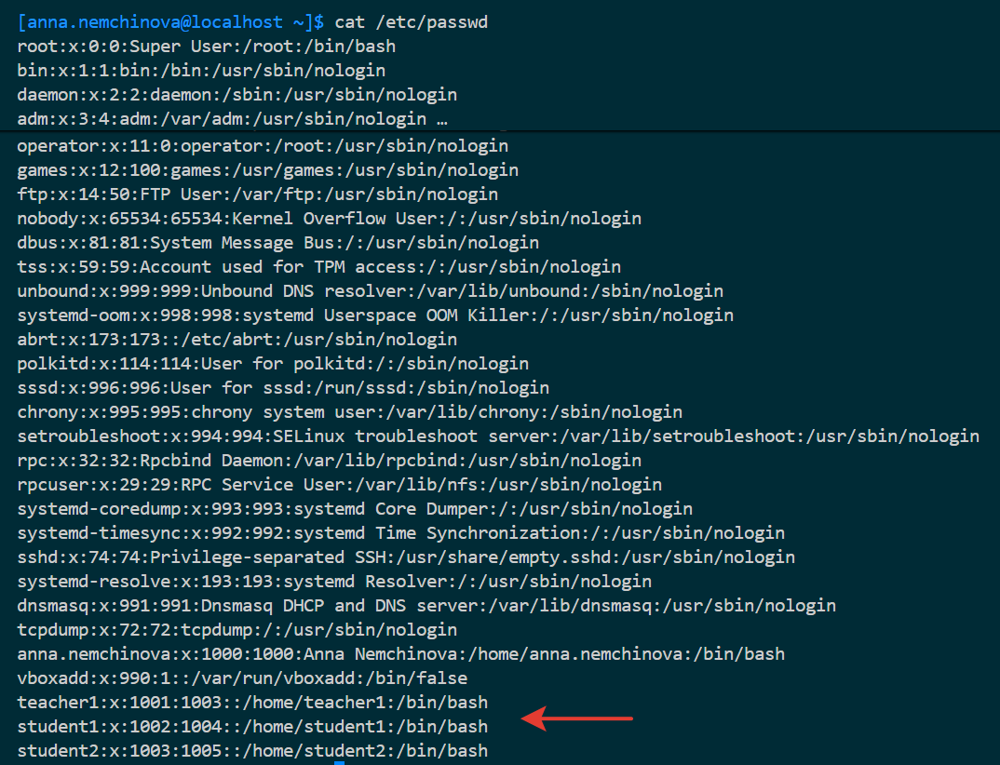 [anna.nemchinova@localhost ~]$ cat /etc/passwd
root:x:0:0:Super User:/root:/bin/bash
bin:x:1:1:bin:/bin:/usr/sbin/nologin
daemon:x:2:2:daemon:/sbin:/usr/sbin/nologin
adm:x:3:4:adm:/var/adm:/usr/sbin/nologin …
operator:x:11:0:operator:/root:/usr/sbin/nologin
games:x:12:100:games:/usr/games:/usr/sbin/nologin
ftp:x:14:50:FTP User:/var/ftp:/usr/sbin/nologin
nobody:x:65534:65534:Kernel Overflow User:/:/usr/sbin/nologin
dbus:x:81:81:System Message Bus:/:/usr/sbin/nologin
tss:x:59:59:Account used for TPM access:/:/usr/sbin/nologin
unbound:x:999:999:Unbound DNS resolver:/var/lib/unbound:/sbin/nologin
systemd-oom:x:998:998:systemd Userspace OOM Killer:/:/usr/sbin/nologin
abrt:x:173:173::/etc/abrt:/usr/sbin/nologin
polkitd:x:114:114:User for polkitd:/:/sbin/nologin
sssd:x:996:996:User for sssd:/run/sssd:/sbin/nologin
chrony:x:995:995:chrony system user:/var/lib/chrony:/sbin/nologin
setroubleshoot:x:994:994:SELinux troubleshoot server:/var/lib/setroubleshoot:/usr/sbin/nologin
rpc:x:32:32:Rpcbind Daemon:/var/lib/rpcbind:/usr/sbin/nologin
rpcuser:x:29:29:RPC Service User:/var/lib/nfs:/usr/sbin/nologin
systemd-coredump:x:993:993:systemd Core Dumper:/:/usr/sbin/nologin
systemd-timesync:x:992:992:systemd Time Synchronization:/:/usr/sbin/nologin
sshd:x:74:74:Privilege-separated SSH:/usr/share/empty.sshd:/usr/sbin/nologin
systemd-resolve:x:193:193:systemd Resolver:/:/usr/sbin/nologin
dnsmasq:x:991:991:Dnsmasq DHCP and DNS server:/var/lib/dnsmasq:/usr/sbin/nologin
tcpdump:x:72:72:tcpdump:/:/usr/sbin/nologin
anna.nemchinova:x:1000:1000:Anna Nemchinova:/home/anna.nemchinova:/bin/bash
vboxadd:x:990:1::/var/run/vboxadd:/bin/false
teacher1:x:1001:1003::/home/teacher1:/bin/bash
student1:x:1002:1004::/home/student1:/bin/bash
student2:x:1003:1005::/home/student2:/bin/bash